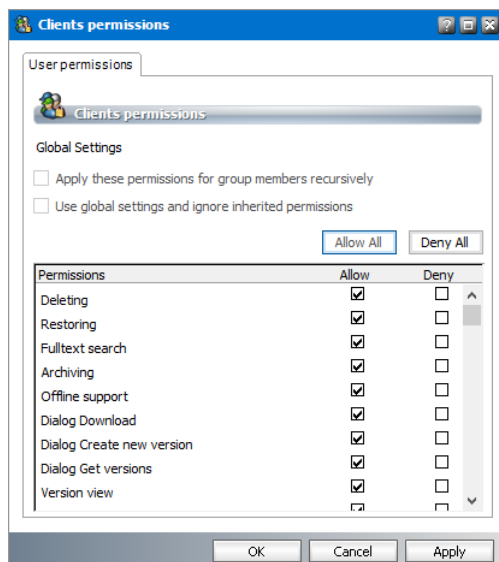 Clients permissions
User permissions
Clients permissions
Global Settings
Apply these permissions for group members recursively
Use global settings and ignore inherited permissions
Allow All Deny All
Permissions Allow Deny
Deleting
Restoring
Fulltext search
Archiving
Offline support
Dialog Download
Dialog Create new version
Dialog Get versions
Version view
OK Cancel Apply